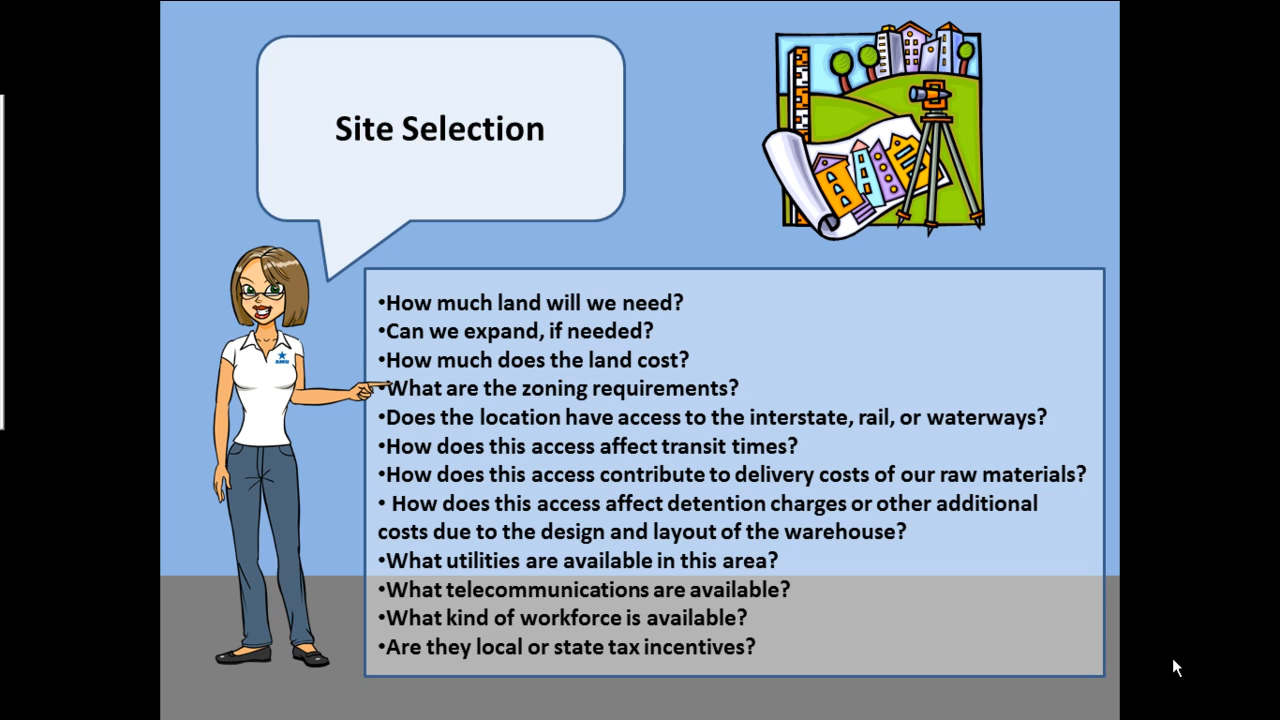 Site Selection
AMU
•How much land will we need?
•Can we expand, if needed?
•How much does the land cost?
•What are the zoning requirements?
•Does the location have access to the interstate, rail, or waterways?
•How does this access affect transit times?
•How does this access contribute to delivery costs of our raw materials?
• How does this access affect detention charges or other additional
costs due to the design and layout of the warehouse?
•What utilities are available in this area?
•What telecommunications are available?
•What kind of workforce is available?
•Are they local or state tax incentives?